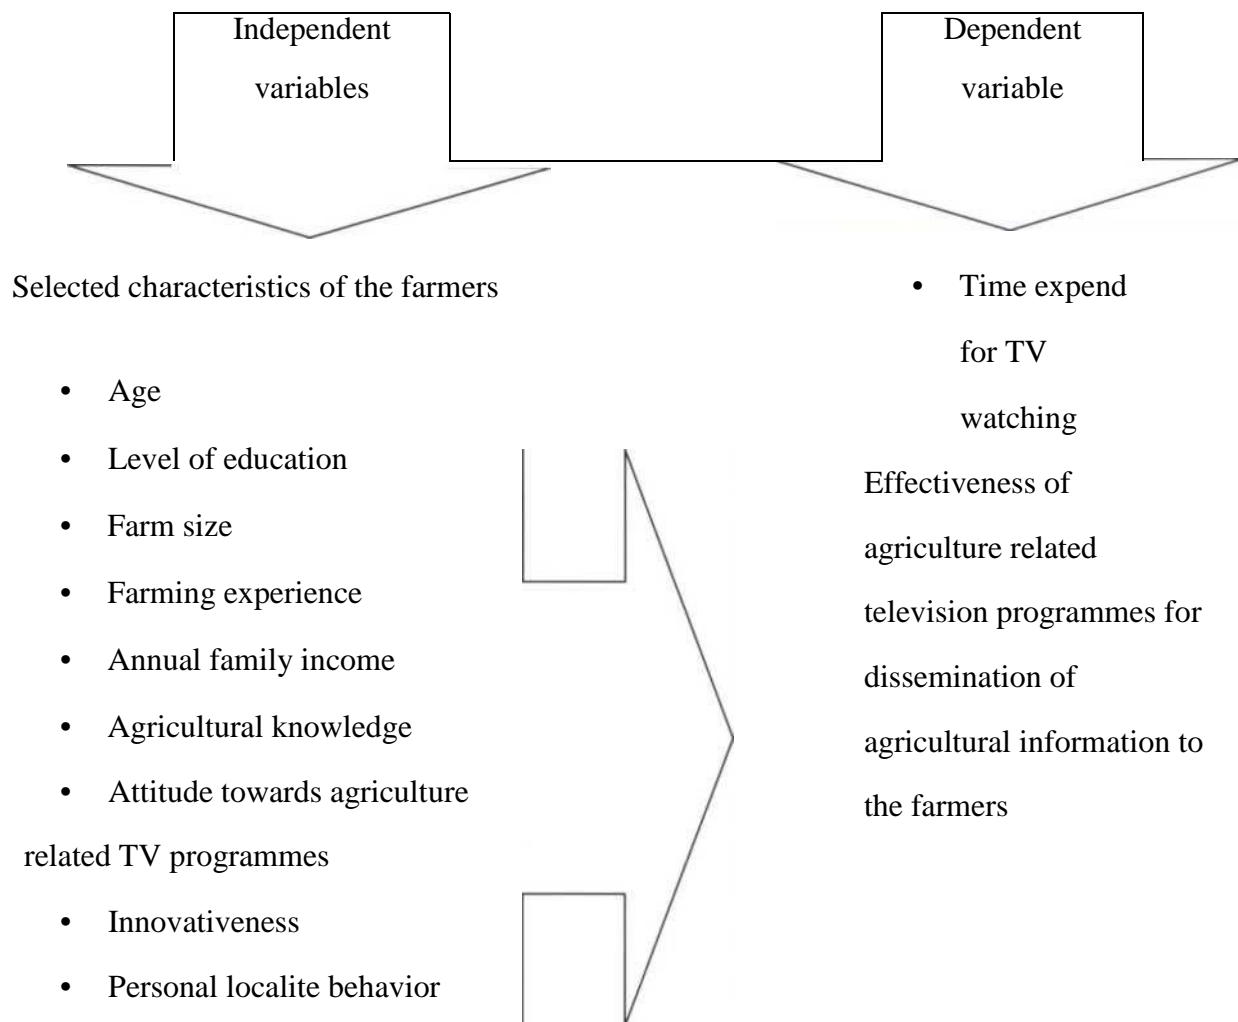 Independent
variables
Dependent
variable
Selected characteristics of the farmers
• Age
• Level of education
• Farm size
• Farming experience
• Annual family income
• Agricultural knowledge
• Attitude towards agriculture
related TV programmes
• Innovativeness
• Personal localite behavior
• Time expend
for TV
watching
Effectiveness of
agriculture related
television programmes for
dissemination of
agricultural information to
the farmers